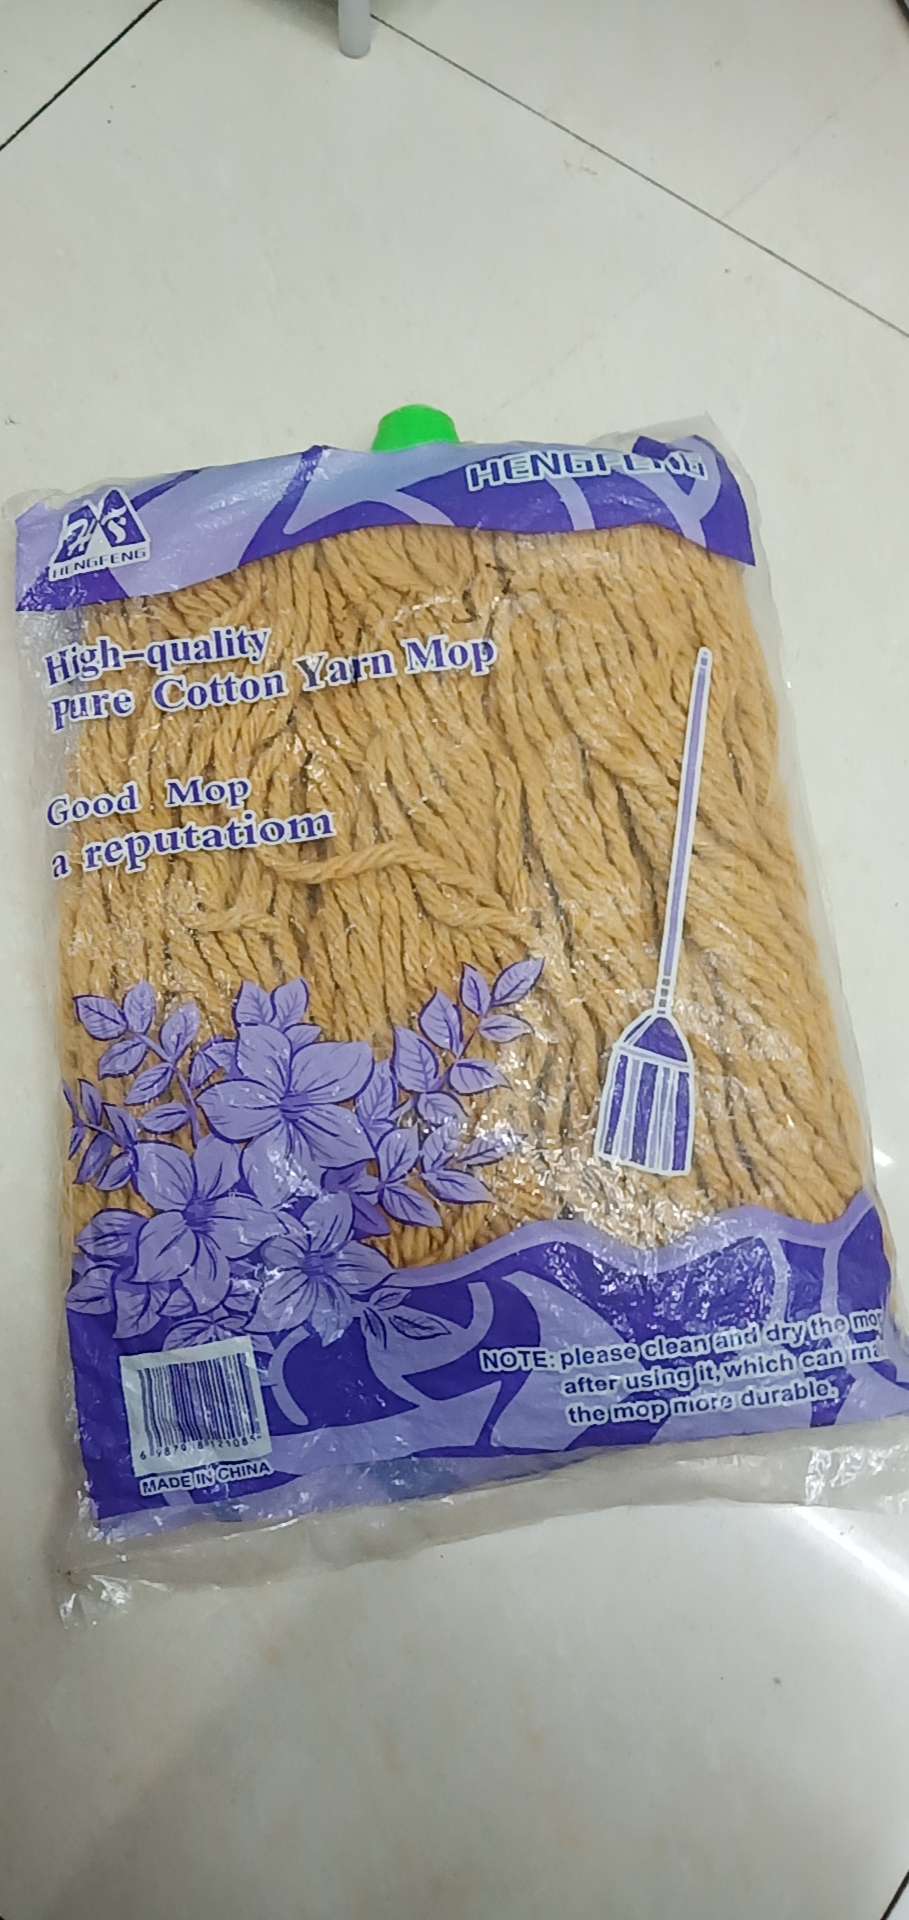 HENGFENG
HENGFENG
High-quality
Pure Cotton Yarn Mop
Good Mop
a reputatiom
NOTE: please clean and dry the mop
after using it, which can
the mop more durable.
MADE IN CHINA